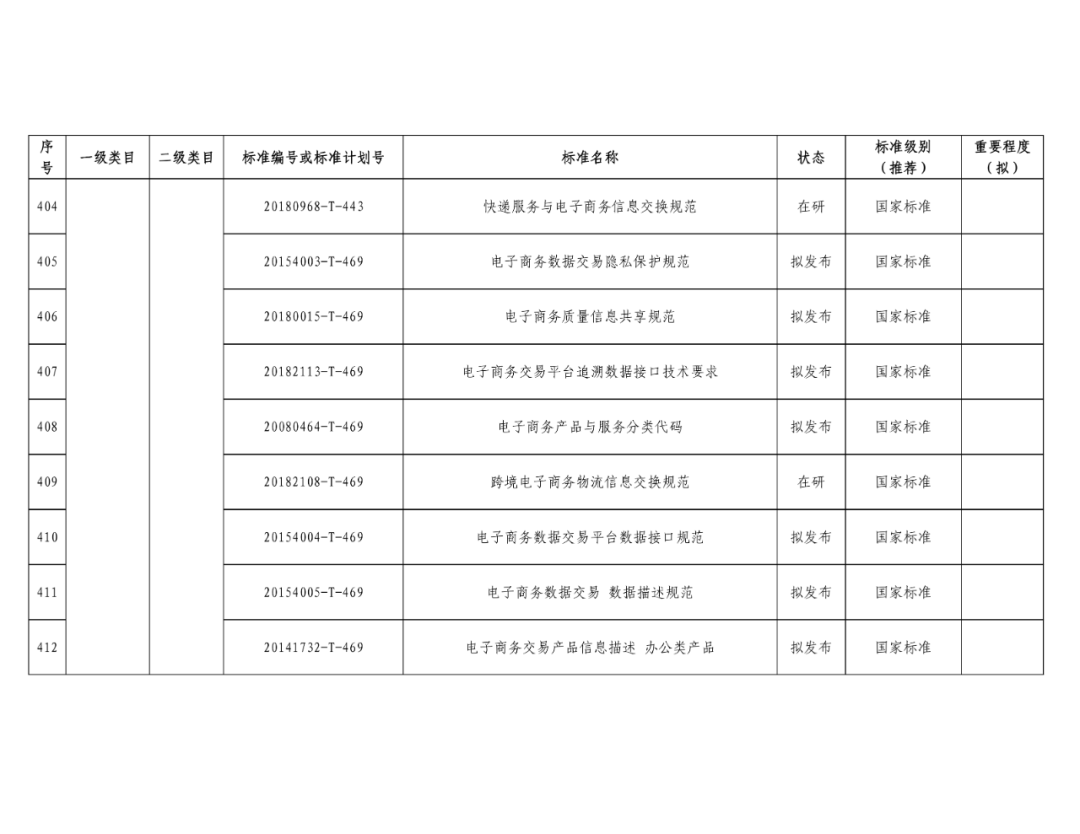 序号 一级类目 二级类目 标准编号或标准计划号 标准名称 状态 标准级别（推荐） 重要程度（拟）
404 20180968-T-443 快递服务与电子商务信息交换规范 在研 国家标准
405 20154003-T-469 电子商务数据交易隐私保护规范 拟发布 国家标准
406 20180015-T-469 电子商务质量信息共享规范 拟发布 国家标准
407 20182113-T-469 电子商务交易平台追溯数据接口技术要求 拟发布 国家标准
408 20080464-T-469 电子商务产品与服务分类代码 拟发布 国家标准
409 20182108-T-469 跨境电子商务物流信息交换规范 在研 国家标准
410 20154004-T-469 电子商务数据交易平台数据接口规范 拟发布 国家标准
411 20154005-T-469 电子商务数据交易 数据描述规范 拟发布 国家标准
412 20141732-T-469 电子商务交易产品信息描述 办公类产品 拟发布 国家标准